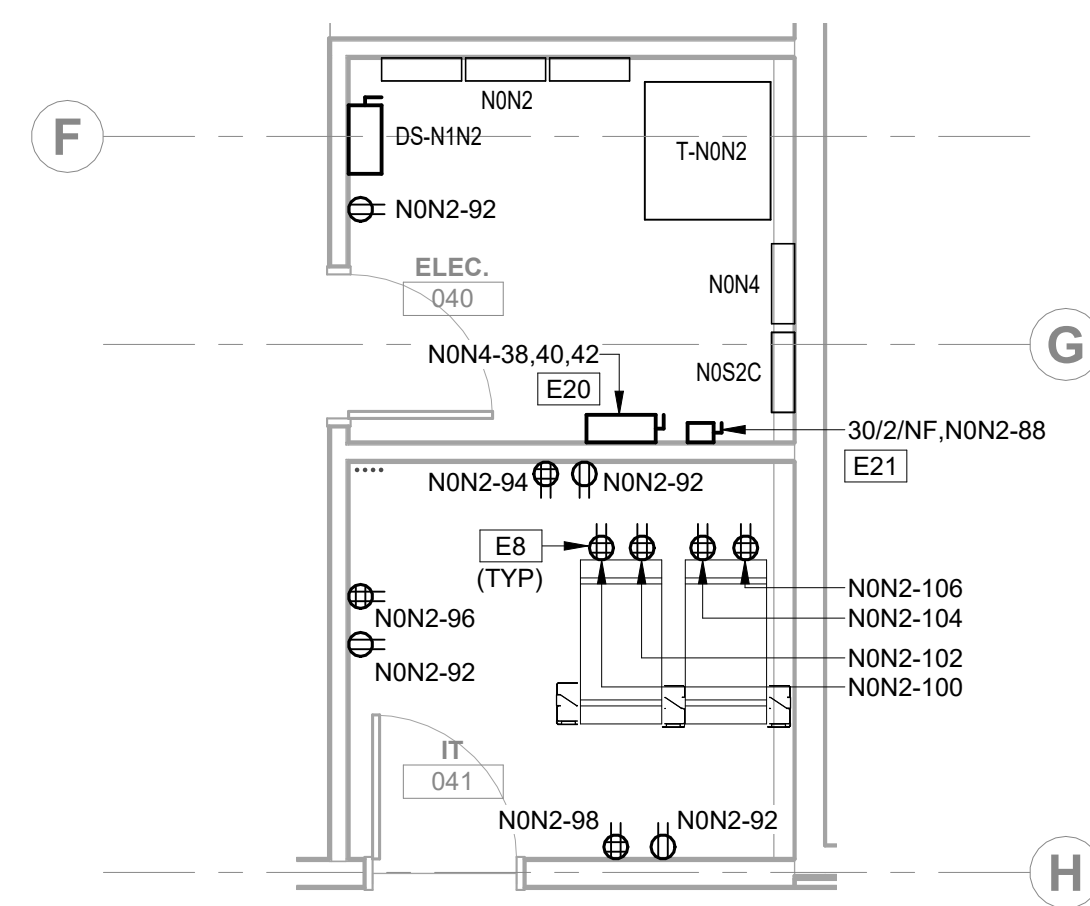 N0N2
F
DS-N1N2
T-N0N2
N0N2-92
ELEC.
040
N0N4
G
N0N4-38,40,42
E20
N0S2C
30/2/NF,N0N2-88
E21
N0N2-94
N0N2-92
E8
(TYP)
N0N2-106
N0N2-96
N0N2-104
N0N2-102
N0N2-92
N0N2-100
IT
041
N0N2-98
N0N2-92
H